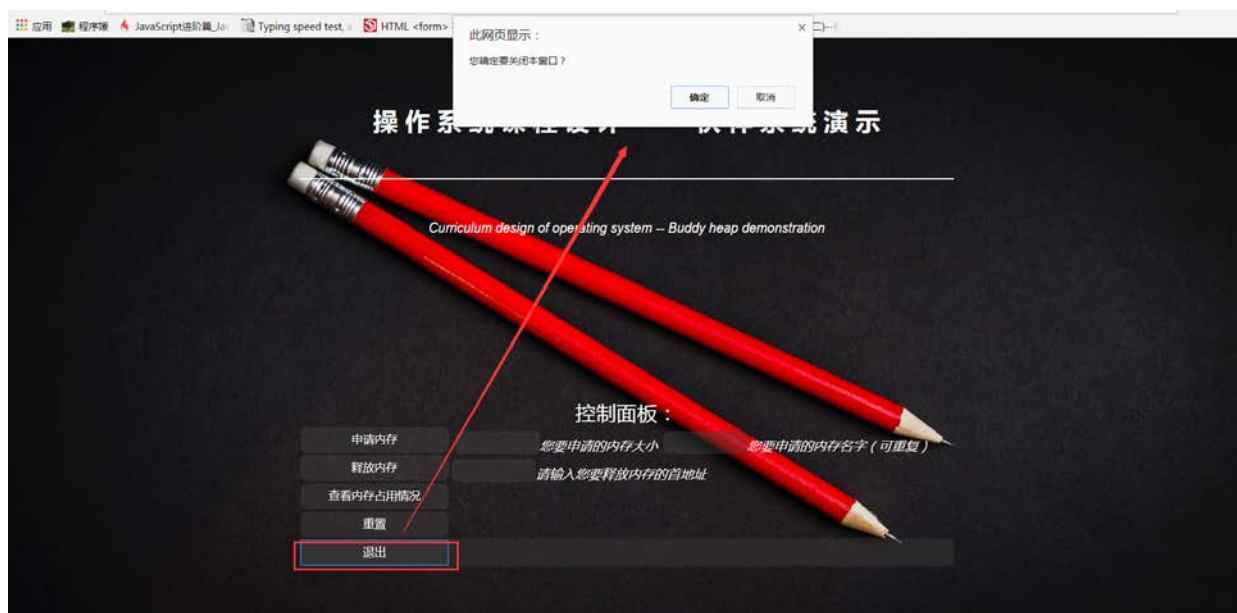 应用 程序媛 JavaScript进阶篇_Ja Typing speed test, HTML <form>
此网页显示：
×
您确定要关闭本窗口？
确定 取消
操作系 演示
Curriculum design of operating system -- Buddy heap demonstration
控制面板：
申请内存 您要申请的内存大小 您要申请的内存名字（可重复）
释放内存 请输入您要释放内存的首地址
查看内存占用情况
重置
退出